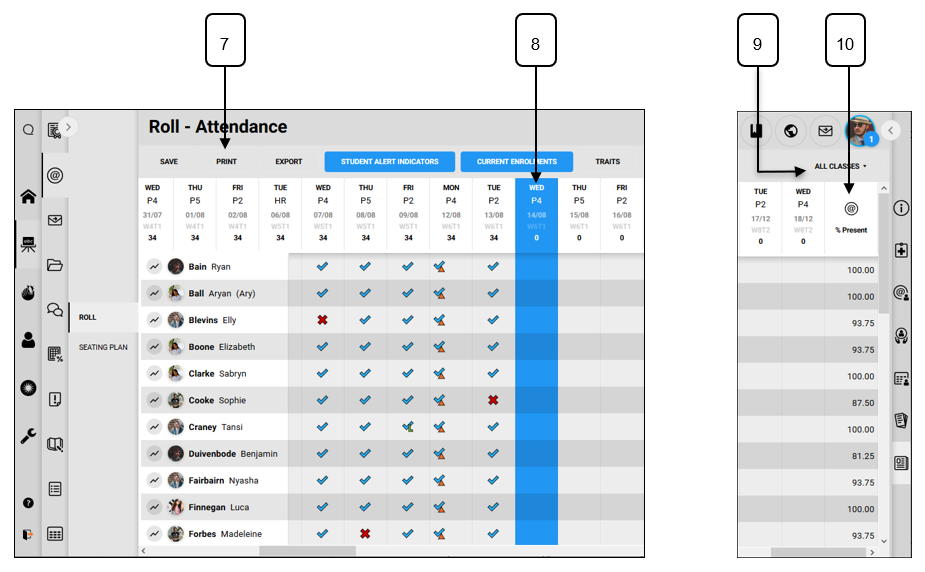 7
8
9
10
Roll - Attendance
SAVE PRINT EXPORT STUDENT ALERT INDICATORS CURRENT ENROLMENTS TRAITS
WED THU FRI TUE WED THU FRI MON TUE WED THU FRI
P4 P5 P2 HR P4 P5 P2 P4 P2 P4 P5 P2
31/07 01/08 02/08 06/08 07/08 08/08 09/08 12/08 13/08 14/08 15/08 16/08
W4T1 W4T1 W4T1 W5T1 W5T1 W5T1 W5T1 W6T1 W6T1 W6T1 W6T1 W6T1
34 34 34 34 34 34 34 34 34 0 0 0
Bain Ryan
Ball Aryan (Ary)
Blevins Elly
Boone Elizabeth
Clarke Sabryn
Cooke Sophie
Craney Tansi
Duivenbode Benjamin
Fairbairn Nyasha
Finnegan Luca
Forbes Madeleine
ROLL
SEATING PLAN
1
ALL CLASSES
TUE WED
P2 P4
17/12 18/12
W8T2 W8T2
0 0
% Present
100.00
100.00
93.75
93.75
100.00
87.50
93.75
81.25
93.75
100.00
93.75